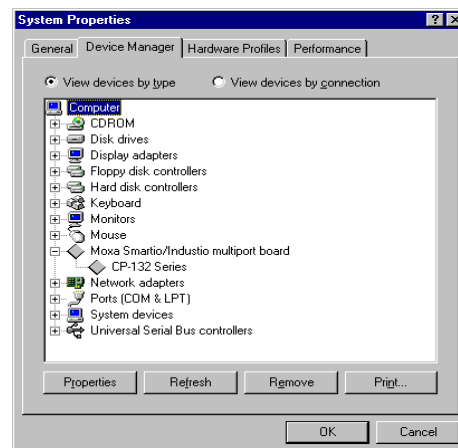 System Properties
General
Device Manager
Hardware Profiles
Performance
View devices by type
View devices by connection
Computer
CDROM
Disk drives
Display adapters
Floppy disk controllers
Hard disk controllers
Keyboard
Monitors
Mouse
Moxa Smartio/Industio multiport board
CP-132 Series
Network adapters
Ports (COM & LPT)
System devices
Universal Serial Bus controllers
Properties
Refresh
Remove
Print...
OK
Cancel